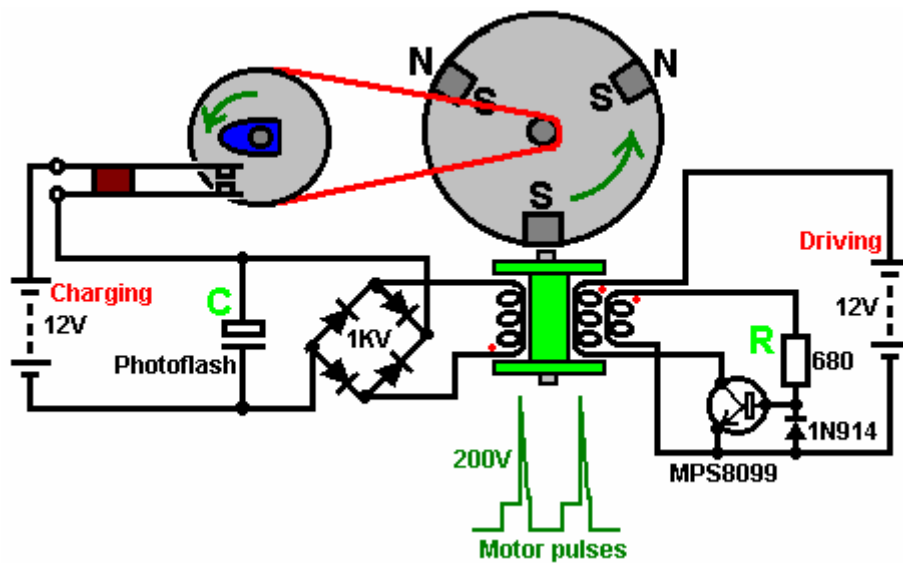 N
S
N
S
S
Charging
12V
C
Photoflash
1KV
Driving
12V
R
680
1N914
MPS8099
200V
Motor pulses